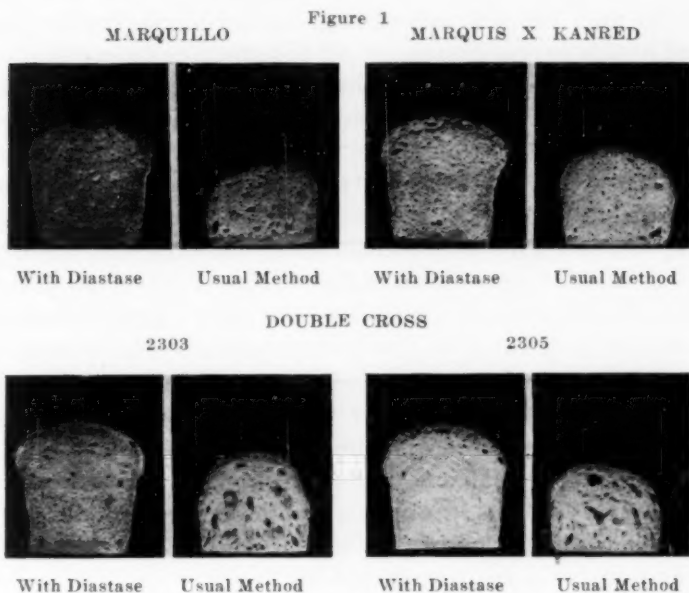 Figure 1
MARQUILLO MARQUIS X KANRED
With Diastase Usual Method With Diastase Usual Method
DOUBLE CROSS
2303 2305
With Diastase Usual Method With Diastase Usual Method